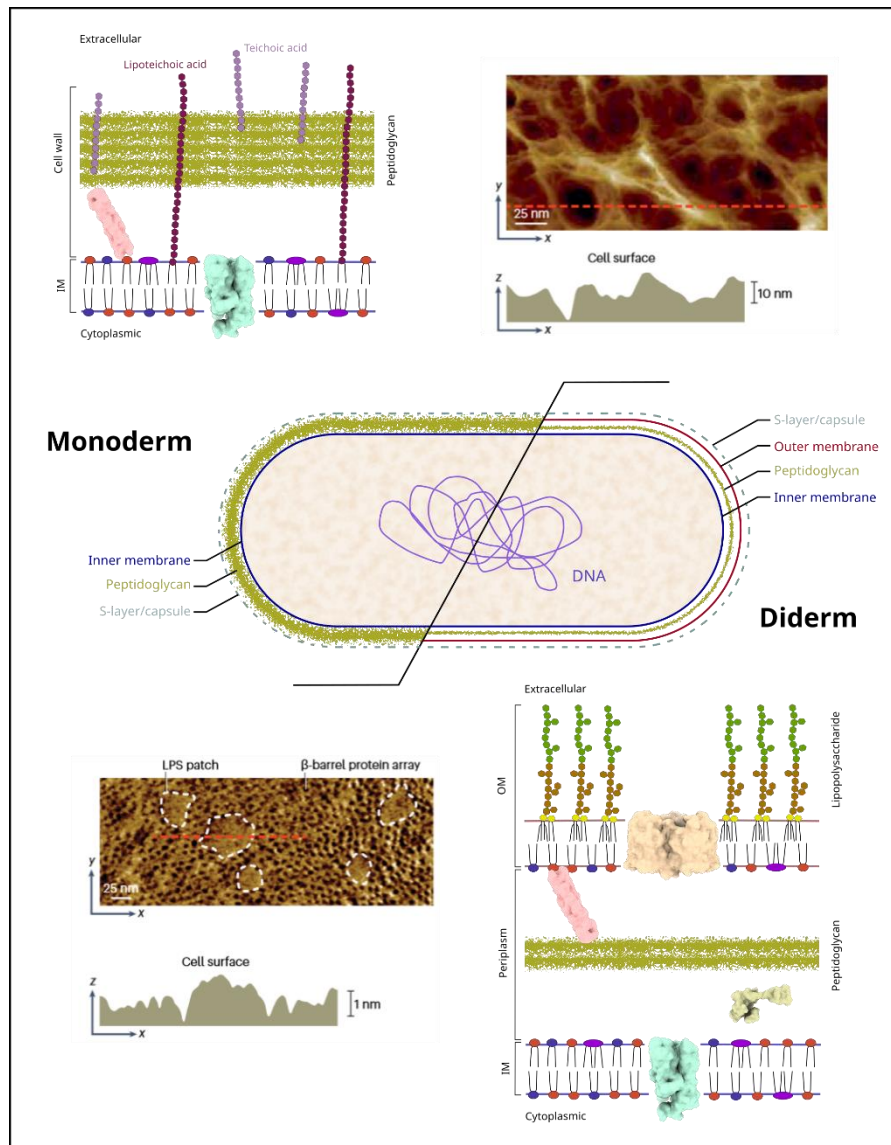 Extracellular
Teichoic acid
Lipoteichoic acid
Cell wall
Peptidoglycan
IM
Cytoplasmic
y
25 nm
x
Cell surface
z
10 nm
x
Monoderm
S-layer/capsule
Outer membrane
Peptidoglycan
Inner membrane
Inner membrane
Peptidoglycan
S-layer/capsule
DNA
Diderm
LPS patch
β-barrel protein array
y
25 nm
x
Cell surface
z
1 nm
x
Extracellular
OM
Lipopolysaccharide
Periplasm
Peptidoglycan
IM
Cytoplasmic